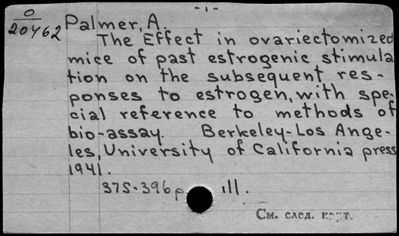 -1-
O
20462
Palmer, A.
The Effect in ovariectomized
mice of past estrogenic stimula
tion on the subsequent res-
ponses to estrogen, with spe-
cial reference to methods of
bio-assay. Berkeley-Los Ange-
les, University of California press
1941.
375-396 p. ill.
См. след. карт.